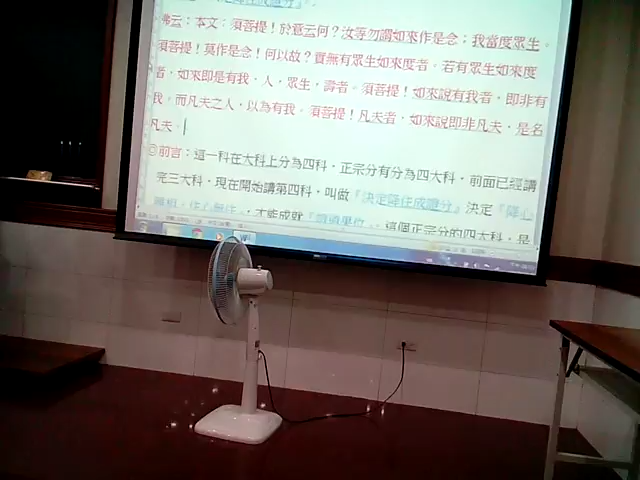 佛云：本文：須菩提！於意云何？汝等勿謂如來作是念：我當度眾生。
須菩提！莫作是念！何以故？實無有眾生如來度者，若有眾生如來度
者，如來即是有我，人，眾生，壽者。須菩提！如來說有我者，即非有
我，而凡夫之人，以為有我。須菩提！凡夫者，如來說即非凡夫，是名
凡夫。
◎前言：這一科在大科上分為四科，正宗分有分為四大科，前面已經講
完三大科，現在開始講第四科，叫做『決定降住成證分』決定『降心
離相，住心無住』，才能成就『 』，這個正宗分的四大科，是